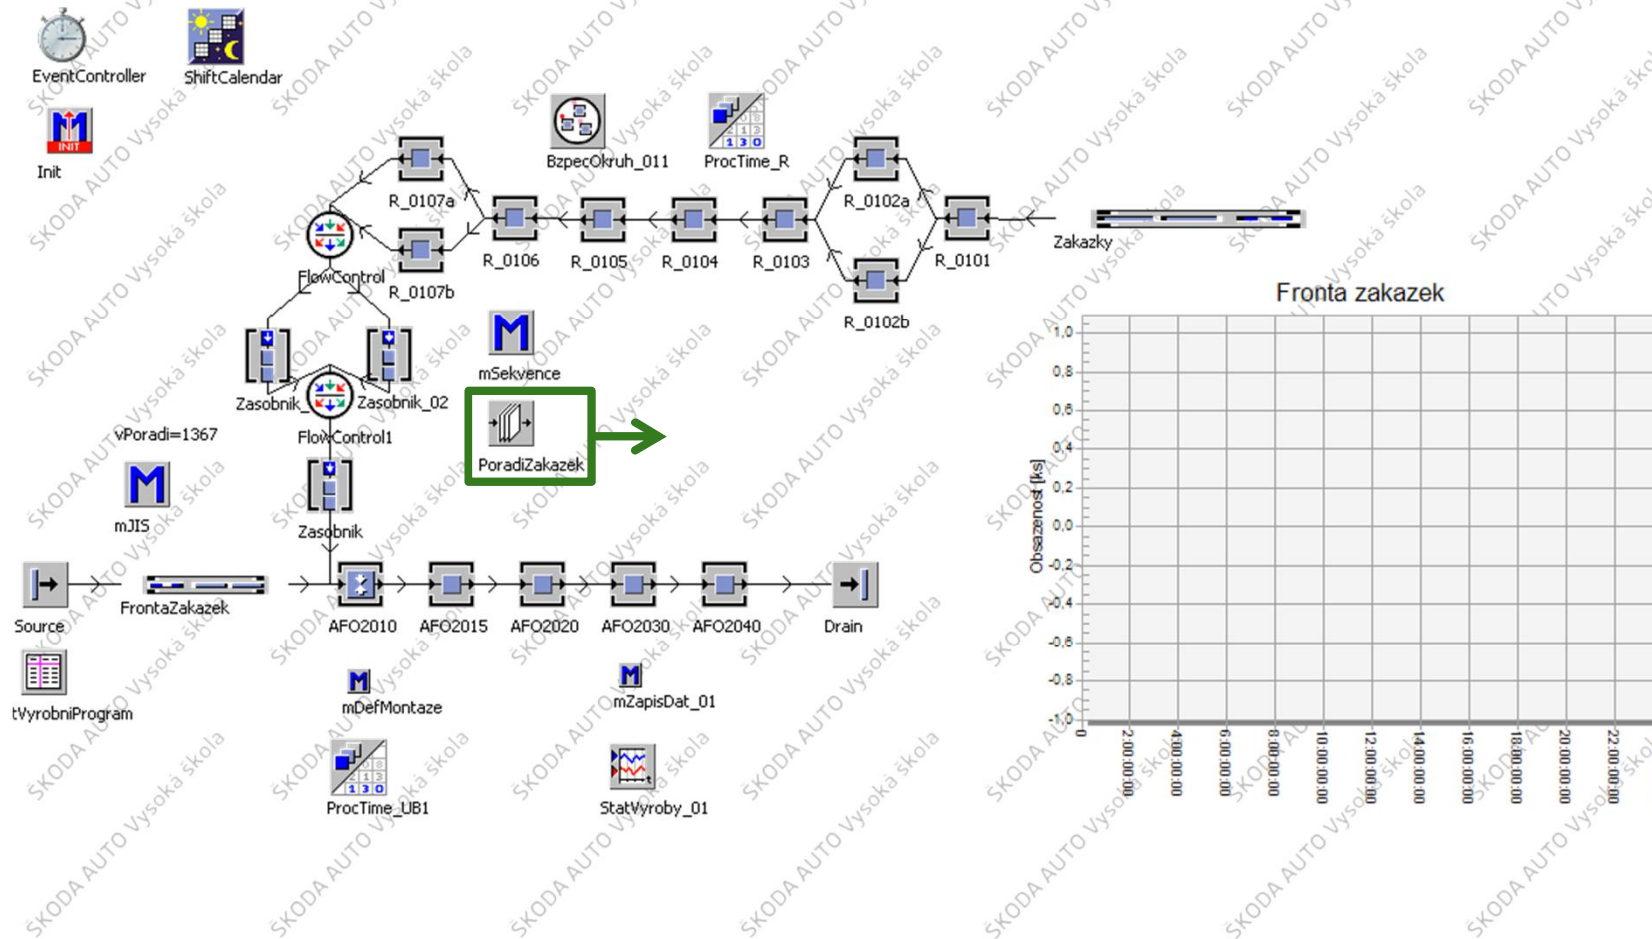 EventController
ShiftCalendar
INIT
Init
BzpecOkruh_011
ProcTime_R
R_0107a
R_0102a
R_0106
R_0105
R_0104
R_0103
R_0101
Zakazky
FlowControl
R_0107b
R_0102b
Fronta zakazek
mSekvence
Zasobnik_
Zasobnik_02
vPoradi=1367
FlowControl1
PoradiZakazek
mJIS
Zasobnik
FrontaZakazek
Source
AFO2010
AFO2015
AFO2020
AFO2030
AFO2040
Drain
tVyrobniProgram
mDefMontaze
mZapisDat_01
ProcTime_UB1
StatVyroby_01
Obsazenost [ks]
1.0
0.8
0.6
0.4
0.2
0.0
-0.2
-0.4
-0.6
-0.8
-1.0
0
2:00:00:00
4:00:00:00
6:00:00:00
8:00:00:00
10:00:00:00
12:00:00:00
14:00:00:00
16:00:00:00
18:00:00:00
20:00:00:00
22:00:00:00
ŠKODA AUTO Vysoká škola